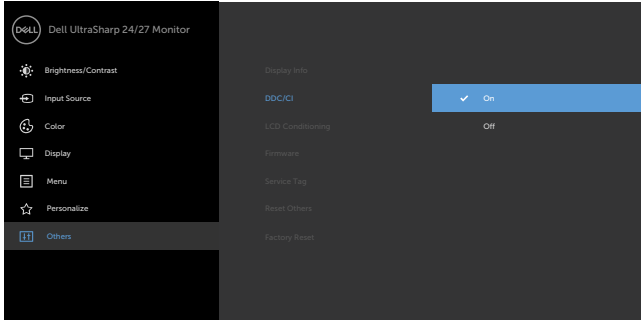 DELL
Dell UltraSharp 24/27 Monitor
Brightness/Contrast
Input Source
Color
Display
Menu
Personalize
Others
Display Info
DDC/CI
LCD Conditioning
Firmware
Service Tag
Reset Others
Factory Reset
On
Off